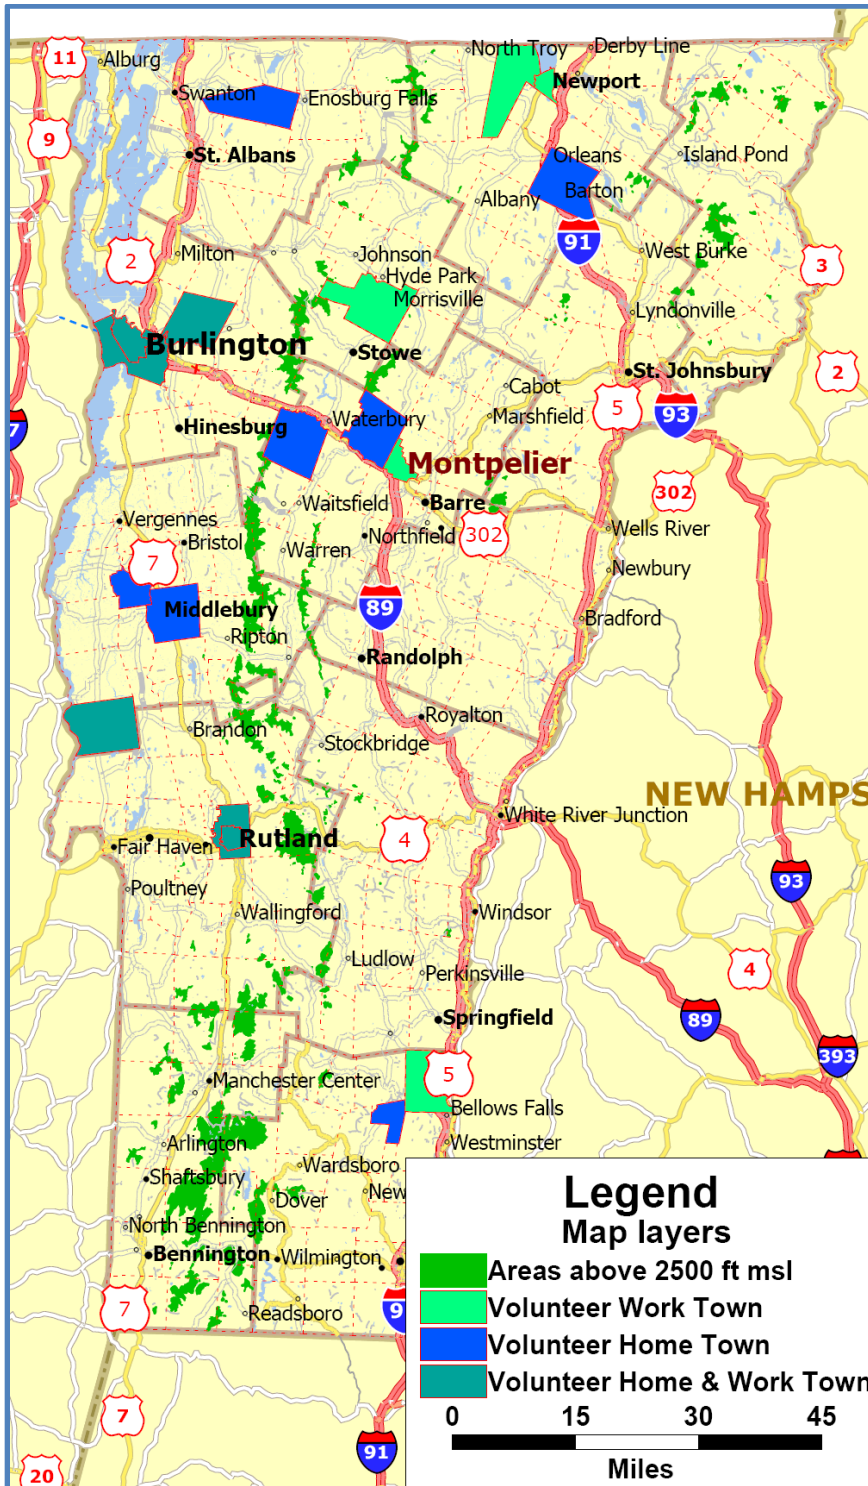 11
Alburg
North Troy
Derby Line
Swanton
Enosburg Falls
Newport
9
St. Albans
Orleans
Island Pond
Barton
Albany
2
Milton
91
West Burke
3
Johnson
Hyde Park
Morrisville
Lyndonville
Burlington
Stowe
St. Johnsbury
2
Cabot
5
93
7
Hinesburg
Waterbury
Marshfield
Montpelier
302
Waitsfield
Barre
Vergennes
Northfield
302
Wells River
Bristol
Warren
7
Newbury
Middlebury
89
Bradford
Ripton
Randolph
Royalton
Brandon
Stockbridge
NEW HAMPS
White River Junction
Rutland
4
Fair Haven
93
Poultney
Wallingford
Windsor
Ludlow
Perkinsville
4
Springfield
89
393
Manchester Center
5
Bellows Falls
Arlington
Westminster
Wardsboro
Shaftsbury
New
Dover
North Bennington
Bennington
Wilmington
7
Readsboro
9
7
91
20
Legend
Map layers
Areas above 2500 ft msl
Volunteer Work Town
Volunteer Home Town
Volunteer Home & Work Town
0 15 30 45
Miles